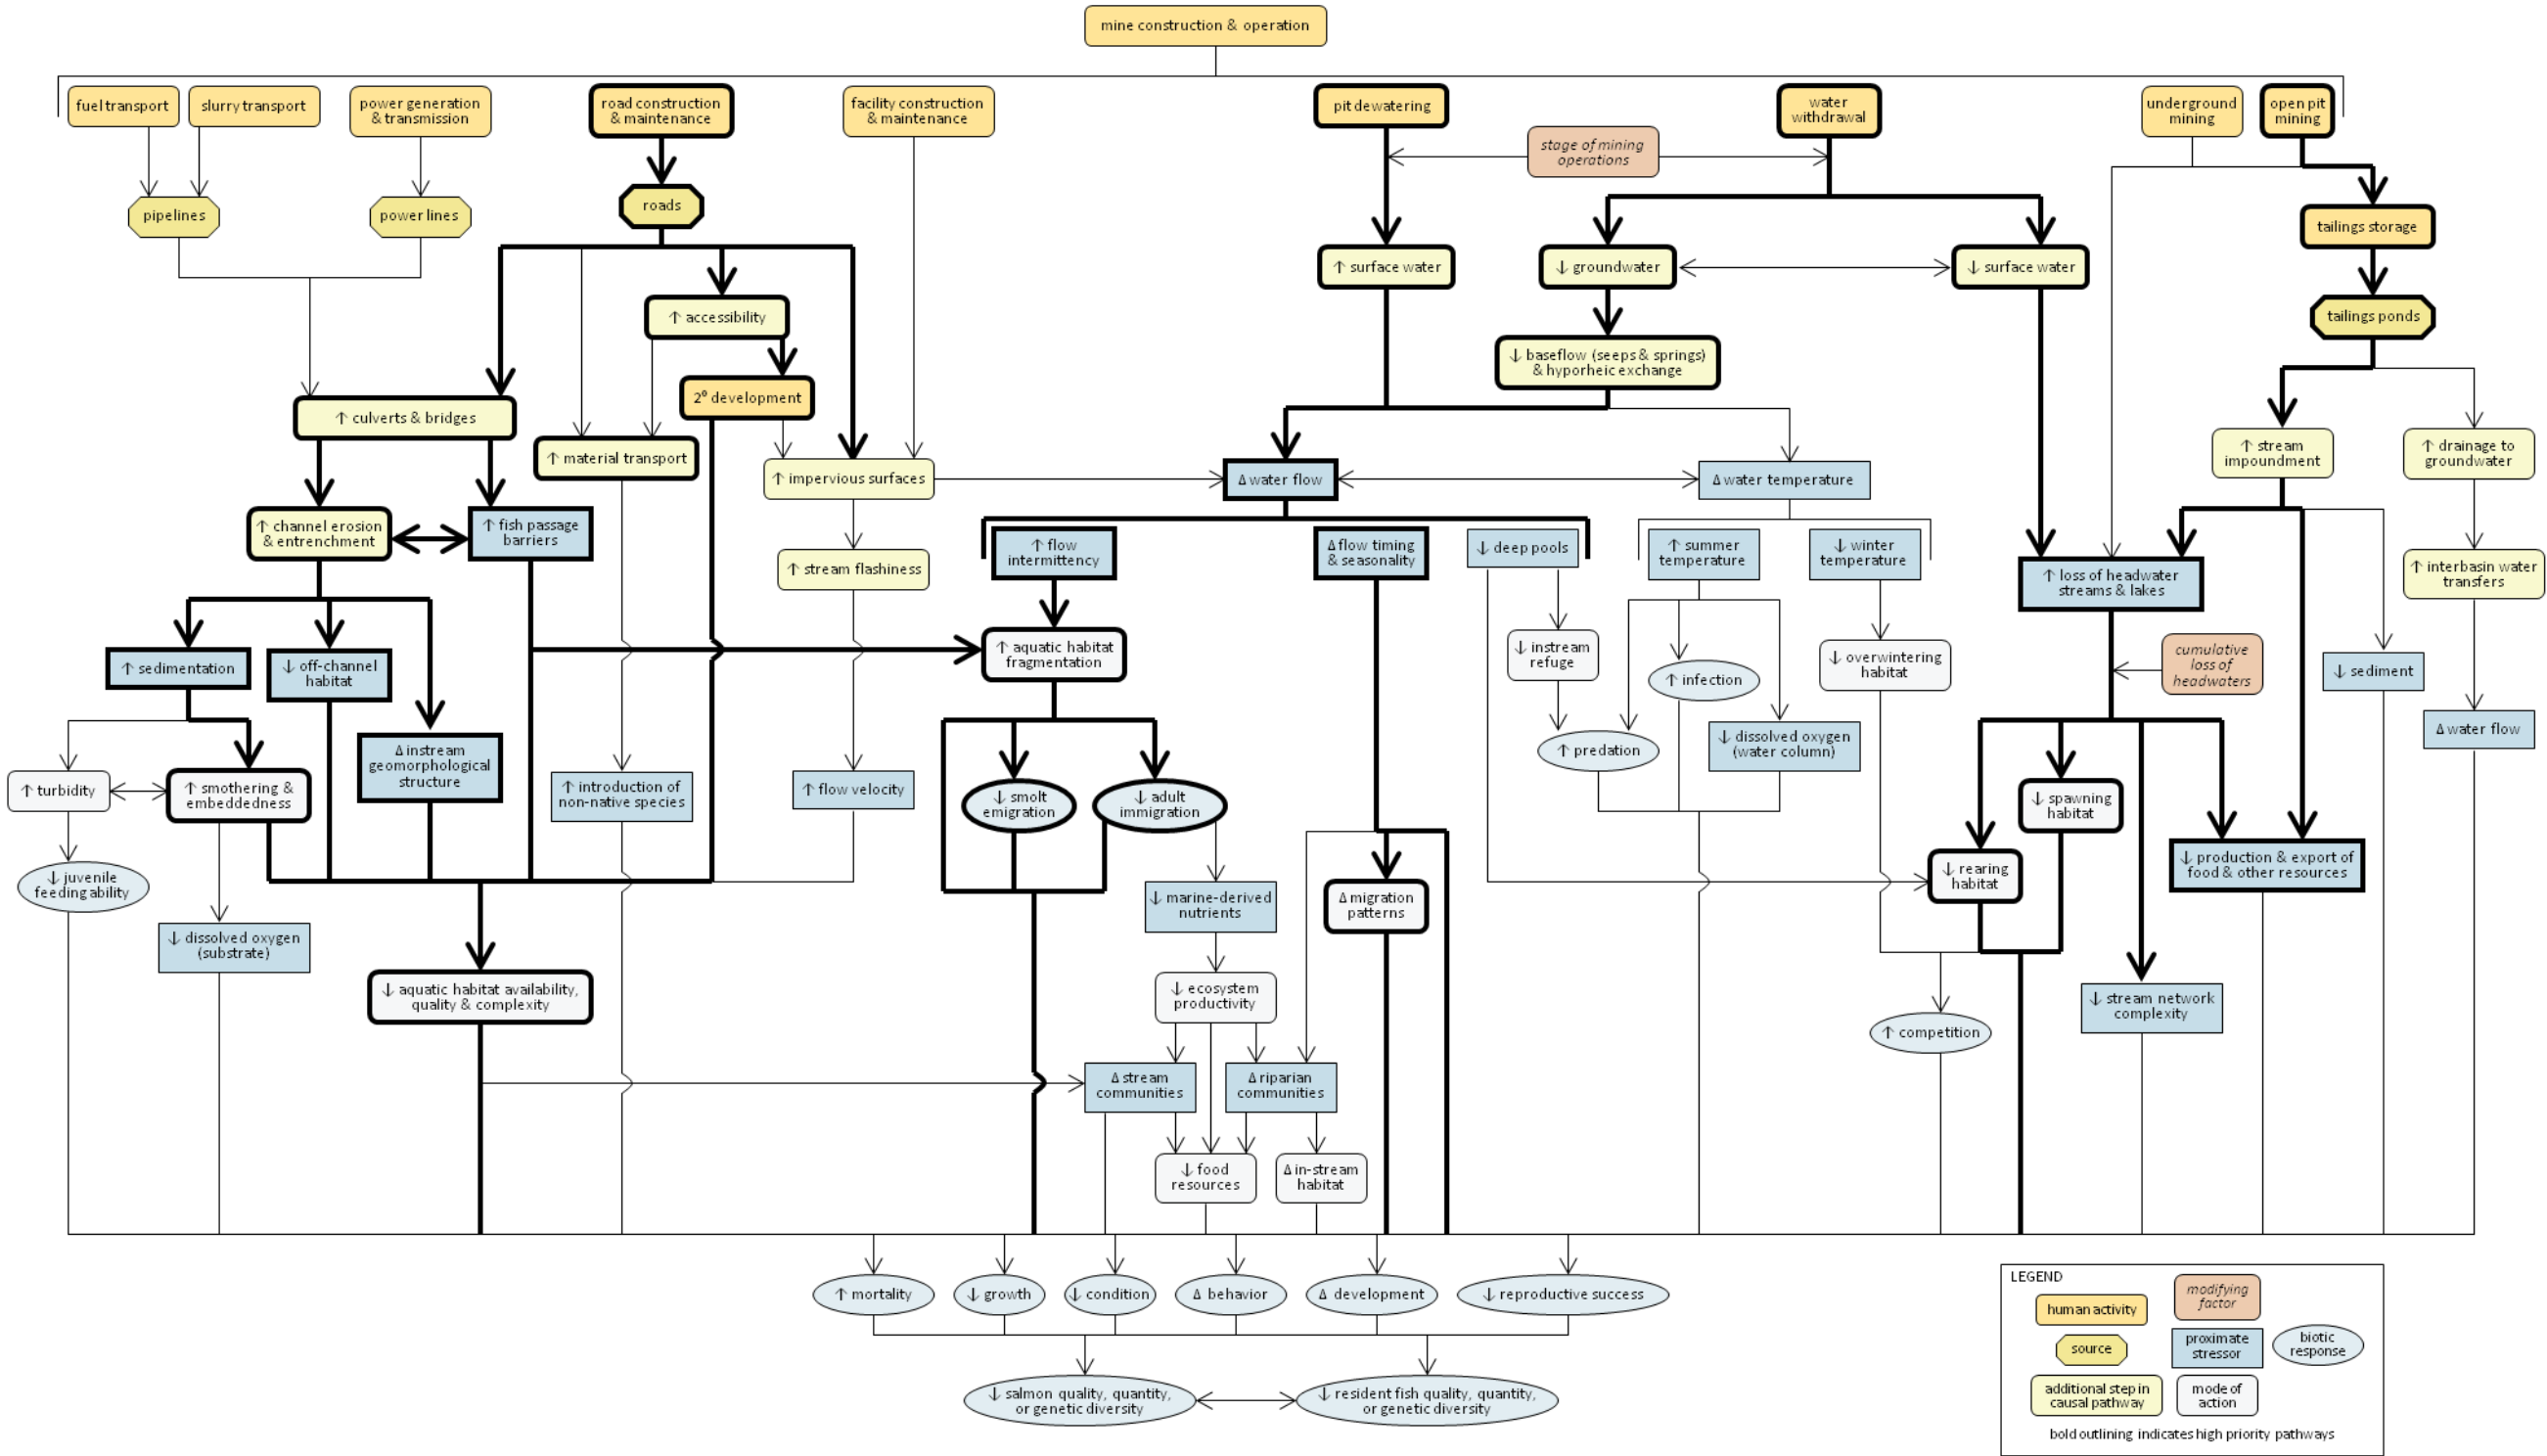 mine construction & operation
fuel transport
slurry transport
power generation
& transmission
road construction
& maintenance
facility construction
& maintenance
pit dewatering
water
withdrawal
underground
mining
open pit
mining
stage of mining
operations
pipelines
power lines
roads
tailings storage
↑ surface water
↓ groundwater
↓ surface water
↑ accessibility
tailings ponds
↓ baseflow (seeps & springs)
& hyporheic exchange
2º development
↑ culverts & bridges
↑ material transport
↑ impervious surfaces
Δ water flow
Δ water temperature
↑ stream
impoundment
↑ drainage to
groundwater
↑ channel erosion
& entrenchment
↑ fish passage
barriers
↑ stream flashiness
↑ flow
intermittency
Δ flow timing
& seasonality
↓ deep pools
↑ summer
temperature
↓ winter
temperature
↑ loss of headwater
streams & lakes
↑ interbasin water
transfers
↑ sedimentation
↓ off-channel
habitat
↑ aquatic habitat
fragmentation
↓ instream
refuge
↑ infection
↓ overwintering
habitat
cumulative
loss of
headwaters
↓ sediment
Δ water flow
Δ instream
geomorphological
structure
↑ predation
↓ dissolved oxygen
(water column)
↑ turbidity
↑ smothering &
embeddedness
↑ introduction of
non-native species
↑ flow velocity
↓ smolt
emigration
↓ adult
immigration
↓ spawning
habitat
↓ juvenile
feeding ability
↓ marine-derived
nutrients
Δ migration
patterns
↓ rearing
habitat
↓ production & export of
food & other resources
↓ dissolved oxygen
(substrate)
↓ aquatic habitat availability,
quality & complexity
↓ ecosystem
productivity
↑ competition
↓ stream network
complexity
Δ stream
communities
Δ riparian
communities
↓ food
resources
Δ in-stream
habitat
↑ mortality
↓ growth
↓ condition
Δ behavior
Δ development
↓ reproductive success
↓ salmon quality, quantity,
or genetic diversity
↓ resident fish quality, quantity,
or genetic diversity
LEGEND
human activity
modifying
factor
source
proximate
stressor
biotic
response
additional step in
causal pathway
mode of
action
bold outlining indicates high priority pathways